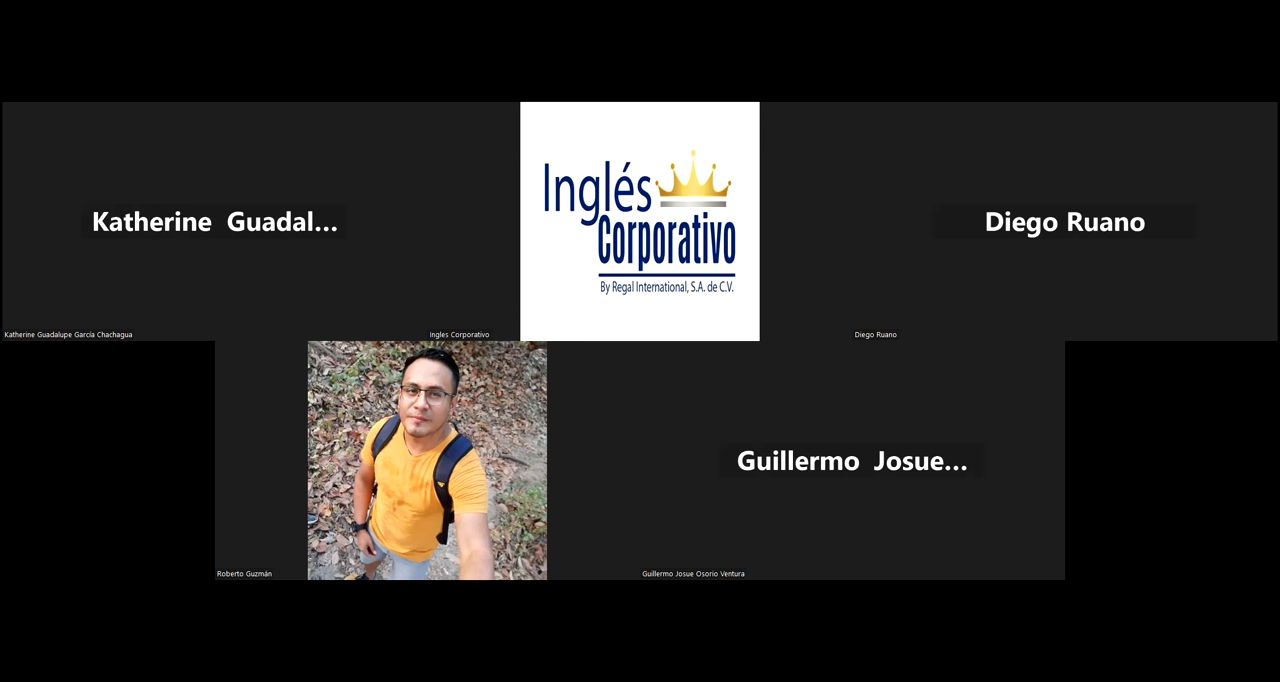 Katherine  Guadal...
Katherine Guadalupe García Chachagua
Inglés
Corporativo
By Regal International, S.A. de C.V.
Ingles Corporativo
Diego Ruano
Diego Ruano
Roberto Guzmán
Guillermo  Josue...
Guillermo Josue Osorio Ventura